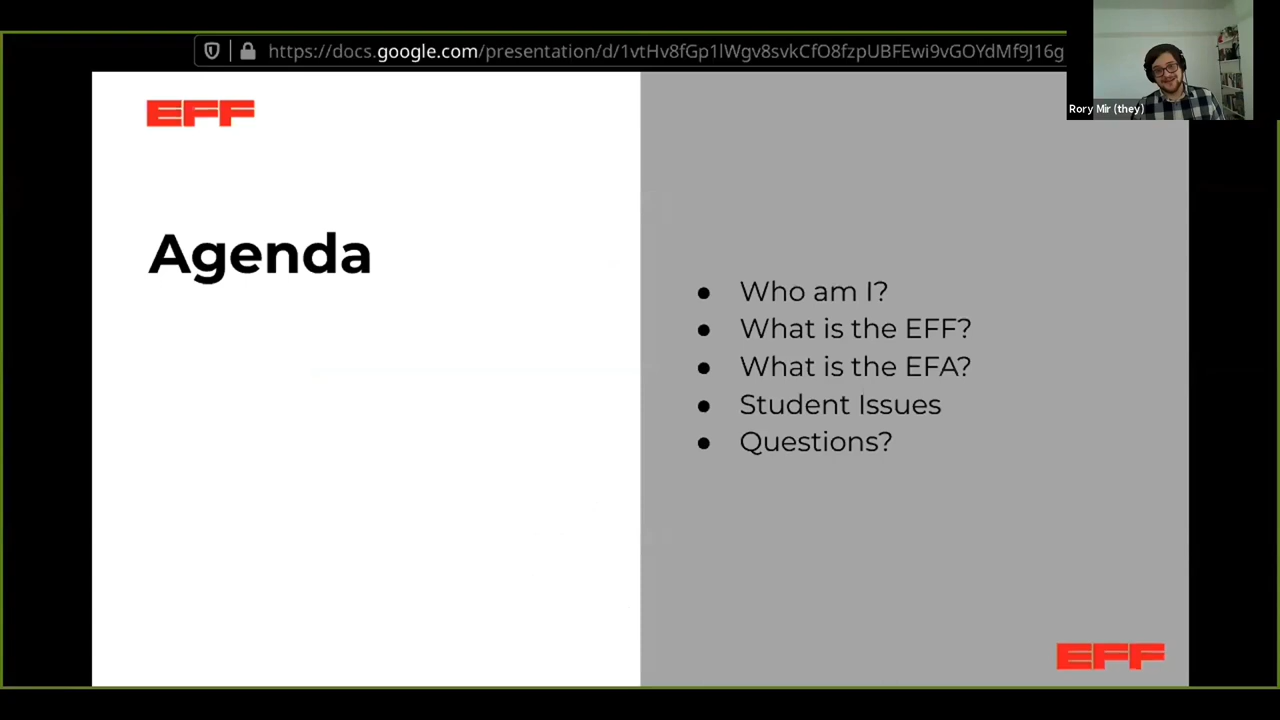 https://docs.google.com/presentation/d/1vtHv8fGp1lWgv8svkCfO8fzpUBFEwi9vGOYdMf9J16g
Rory Mir (they)
EFF
Agenda
● Who am I?
● What is the EFF?
● What is the EFA?
● Student Issues
● Questions?
EFF